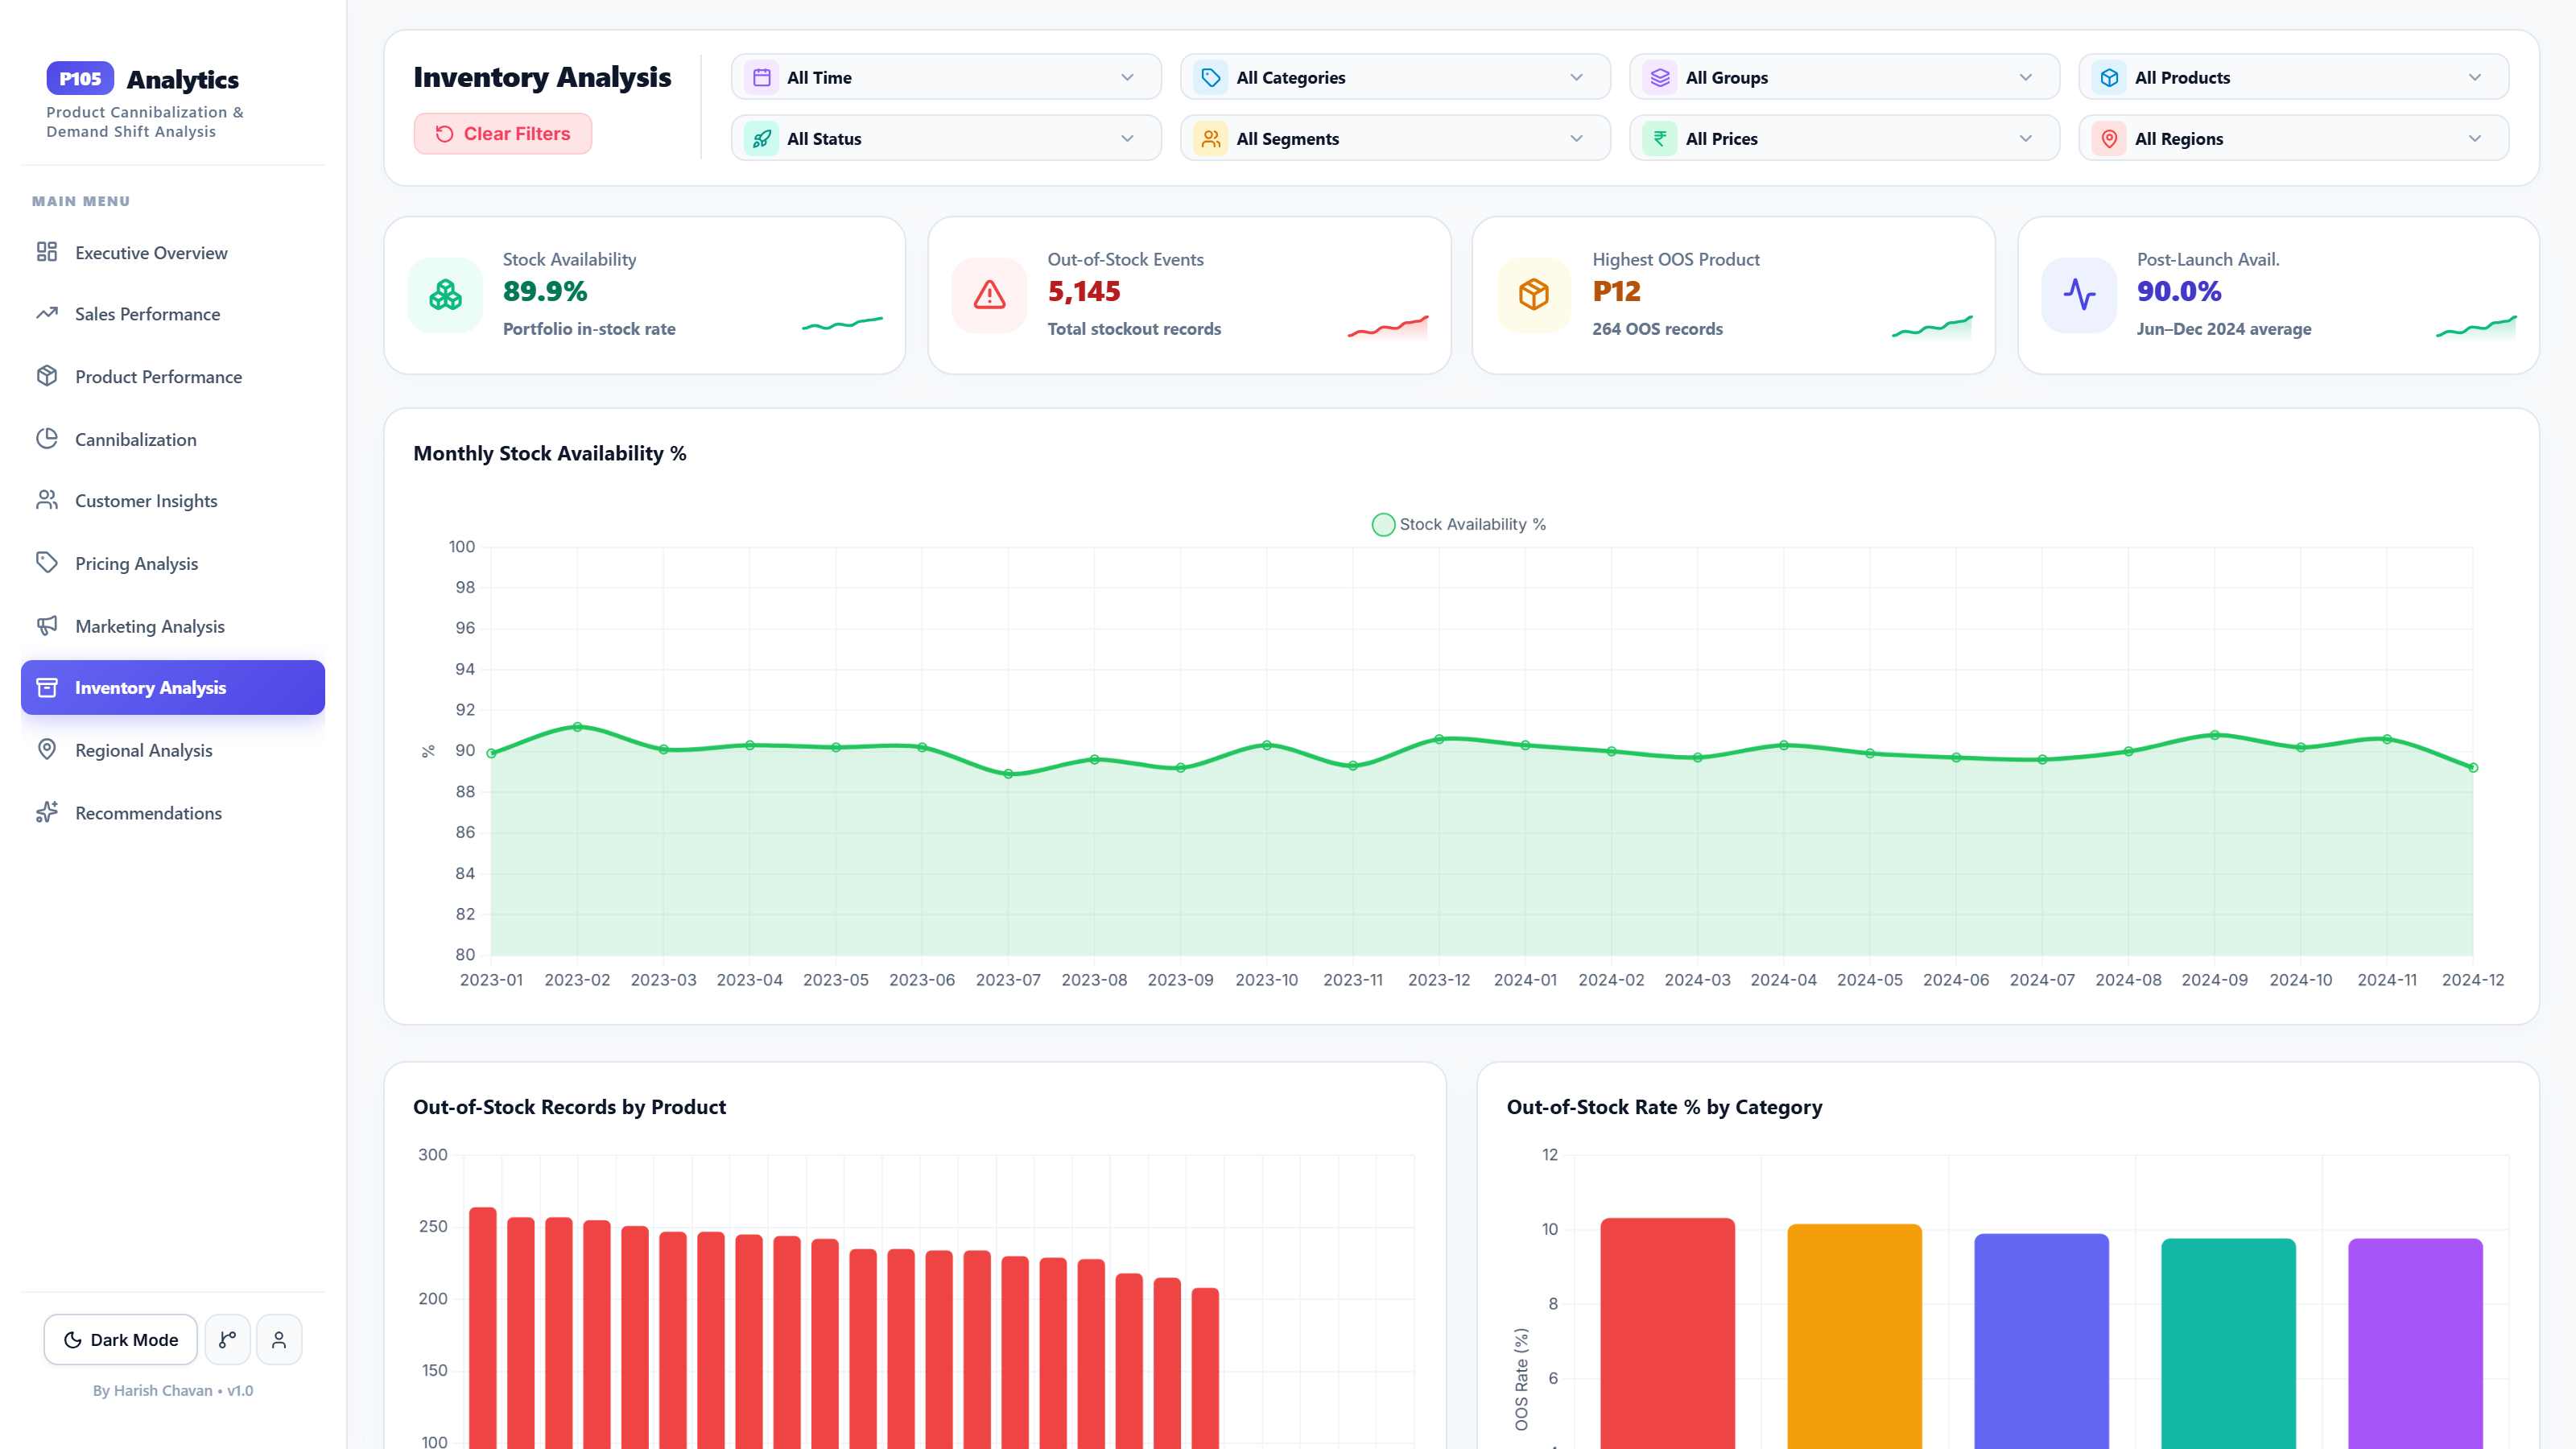 P105 Analytics
Product Cannibalization &
Demand Shift Analysis
MAIN MENU
Executive Overview
Sales Performance
Product Performance
Cannibalization
Customer Insights
Pricing Analysis
Marketing Analysis
Inventory Analysis
Regional Analysis
Recommendations
Dark Mode
By Harish Chavan • v1.0
Inventory Analysis
Clear Filters
All Time
All Categories
All Groups
All Products
All Status
All Segments
₹ All Prices
All Regions
Stock Availability
89.9%
Portfolio in-stock rate
Out-of-Stock Events
5,145
Total stockout records
Highest OOS Product
P12
264 OOS records
Post-Launch Avail.
90.0%
Jun–Dec 2024 average
Monthly Stock Availability %
Stock Availability %
100
98
96
94
92
90
88
86
84
82
80
%
2023-01 2023-02 2023-03 2023-04 2023-05 2023-06 2023-07 2023-08 2023-09 2023-10 2023-11 2023-12 2024-01 2024-02 2024-03 2024-04 2024-05 2024-06 2024-07 2024-08 2024-09 2024-10 2024-11 2024-12
Out-of-Stock Records by Product
300
250
200
150
100
Out-of-Stock Rate % by Category
12
10
8
6
OOS Rate (%)